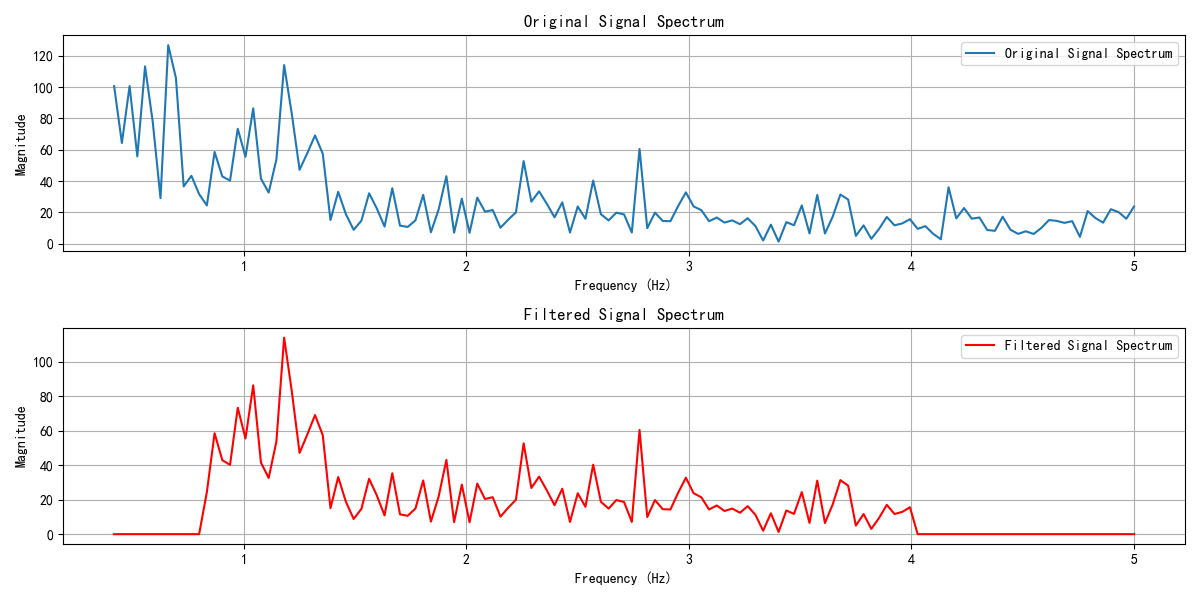 Original Signal Spectrum
Original Signal Spectrum
Magnitude
120
100
80
60
40
20
0
1
2
3
4
5
Frequency (Hz)
Filtered Signal Spectrum
Filtered Signal Spectrum
Magnitude
100
80
60
40
20
0
1
2
3
4
5
Frequency (Hz)